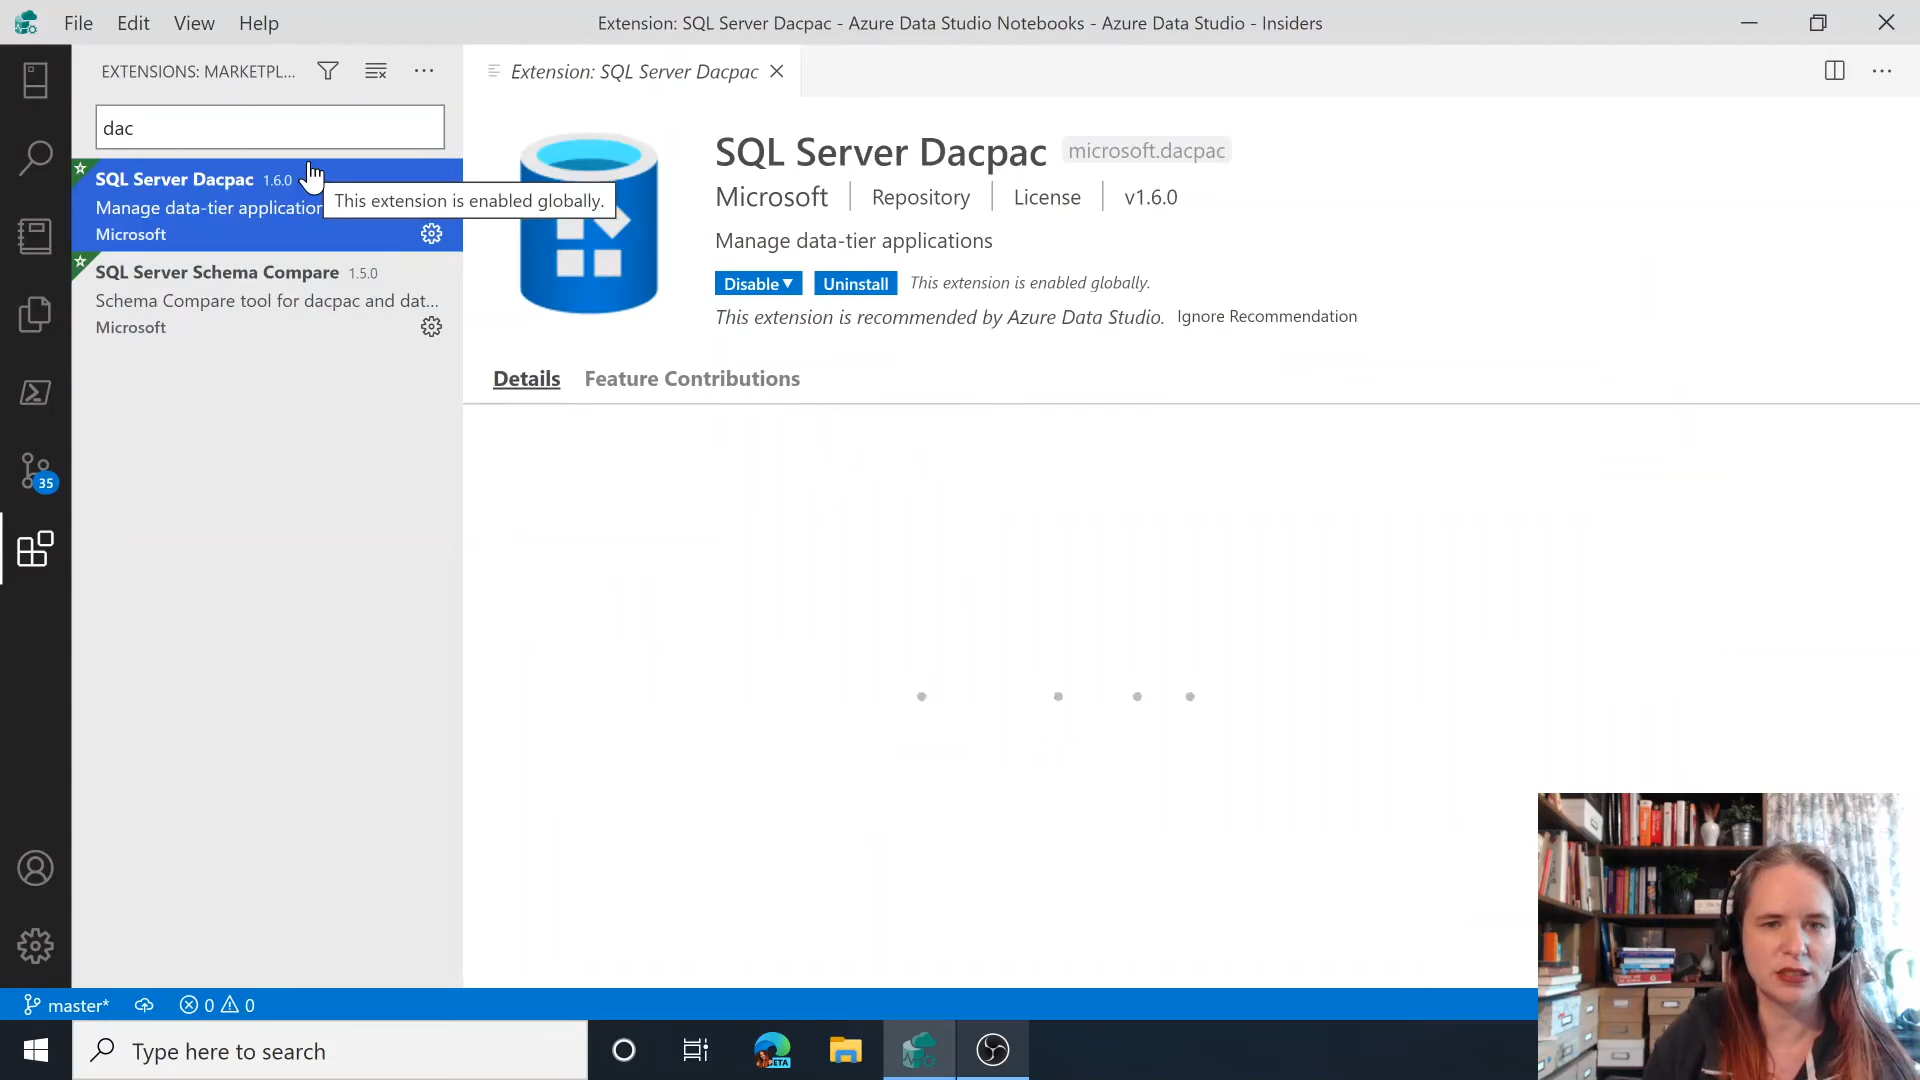 File Edit View Help
Extension: SQL Server Dacpac - Azure Data Studio Notebooks - Azure Data Studio - Insiders
EXTENSIONS: MARKETPL...
dac
SQL Server Dacpac 1.6.0
Manage data-tier application
Microsoft
This extension is enabled globally.
SQL Server Schema Compare 1.5.0
Schema Compare tool for dacpac and dat...
Microsoft
35
Extension: SQL Server Dacpac
SQL Server Dacpac microsoft.dacpac
Microsoft Repository License v1.6.0
Manage data-tier applications
Disable Uninstall This extension is enabled globally.
This extension is recommended by Azure Data Studio. Ignore Recommendation
Details Feature Contributions
master* 0 0
Type here to search
BETA